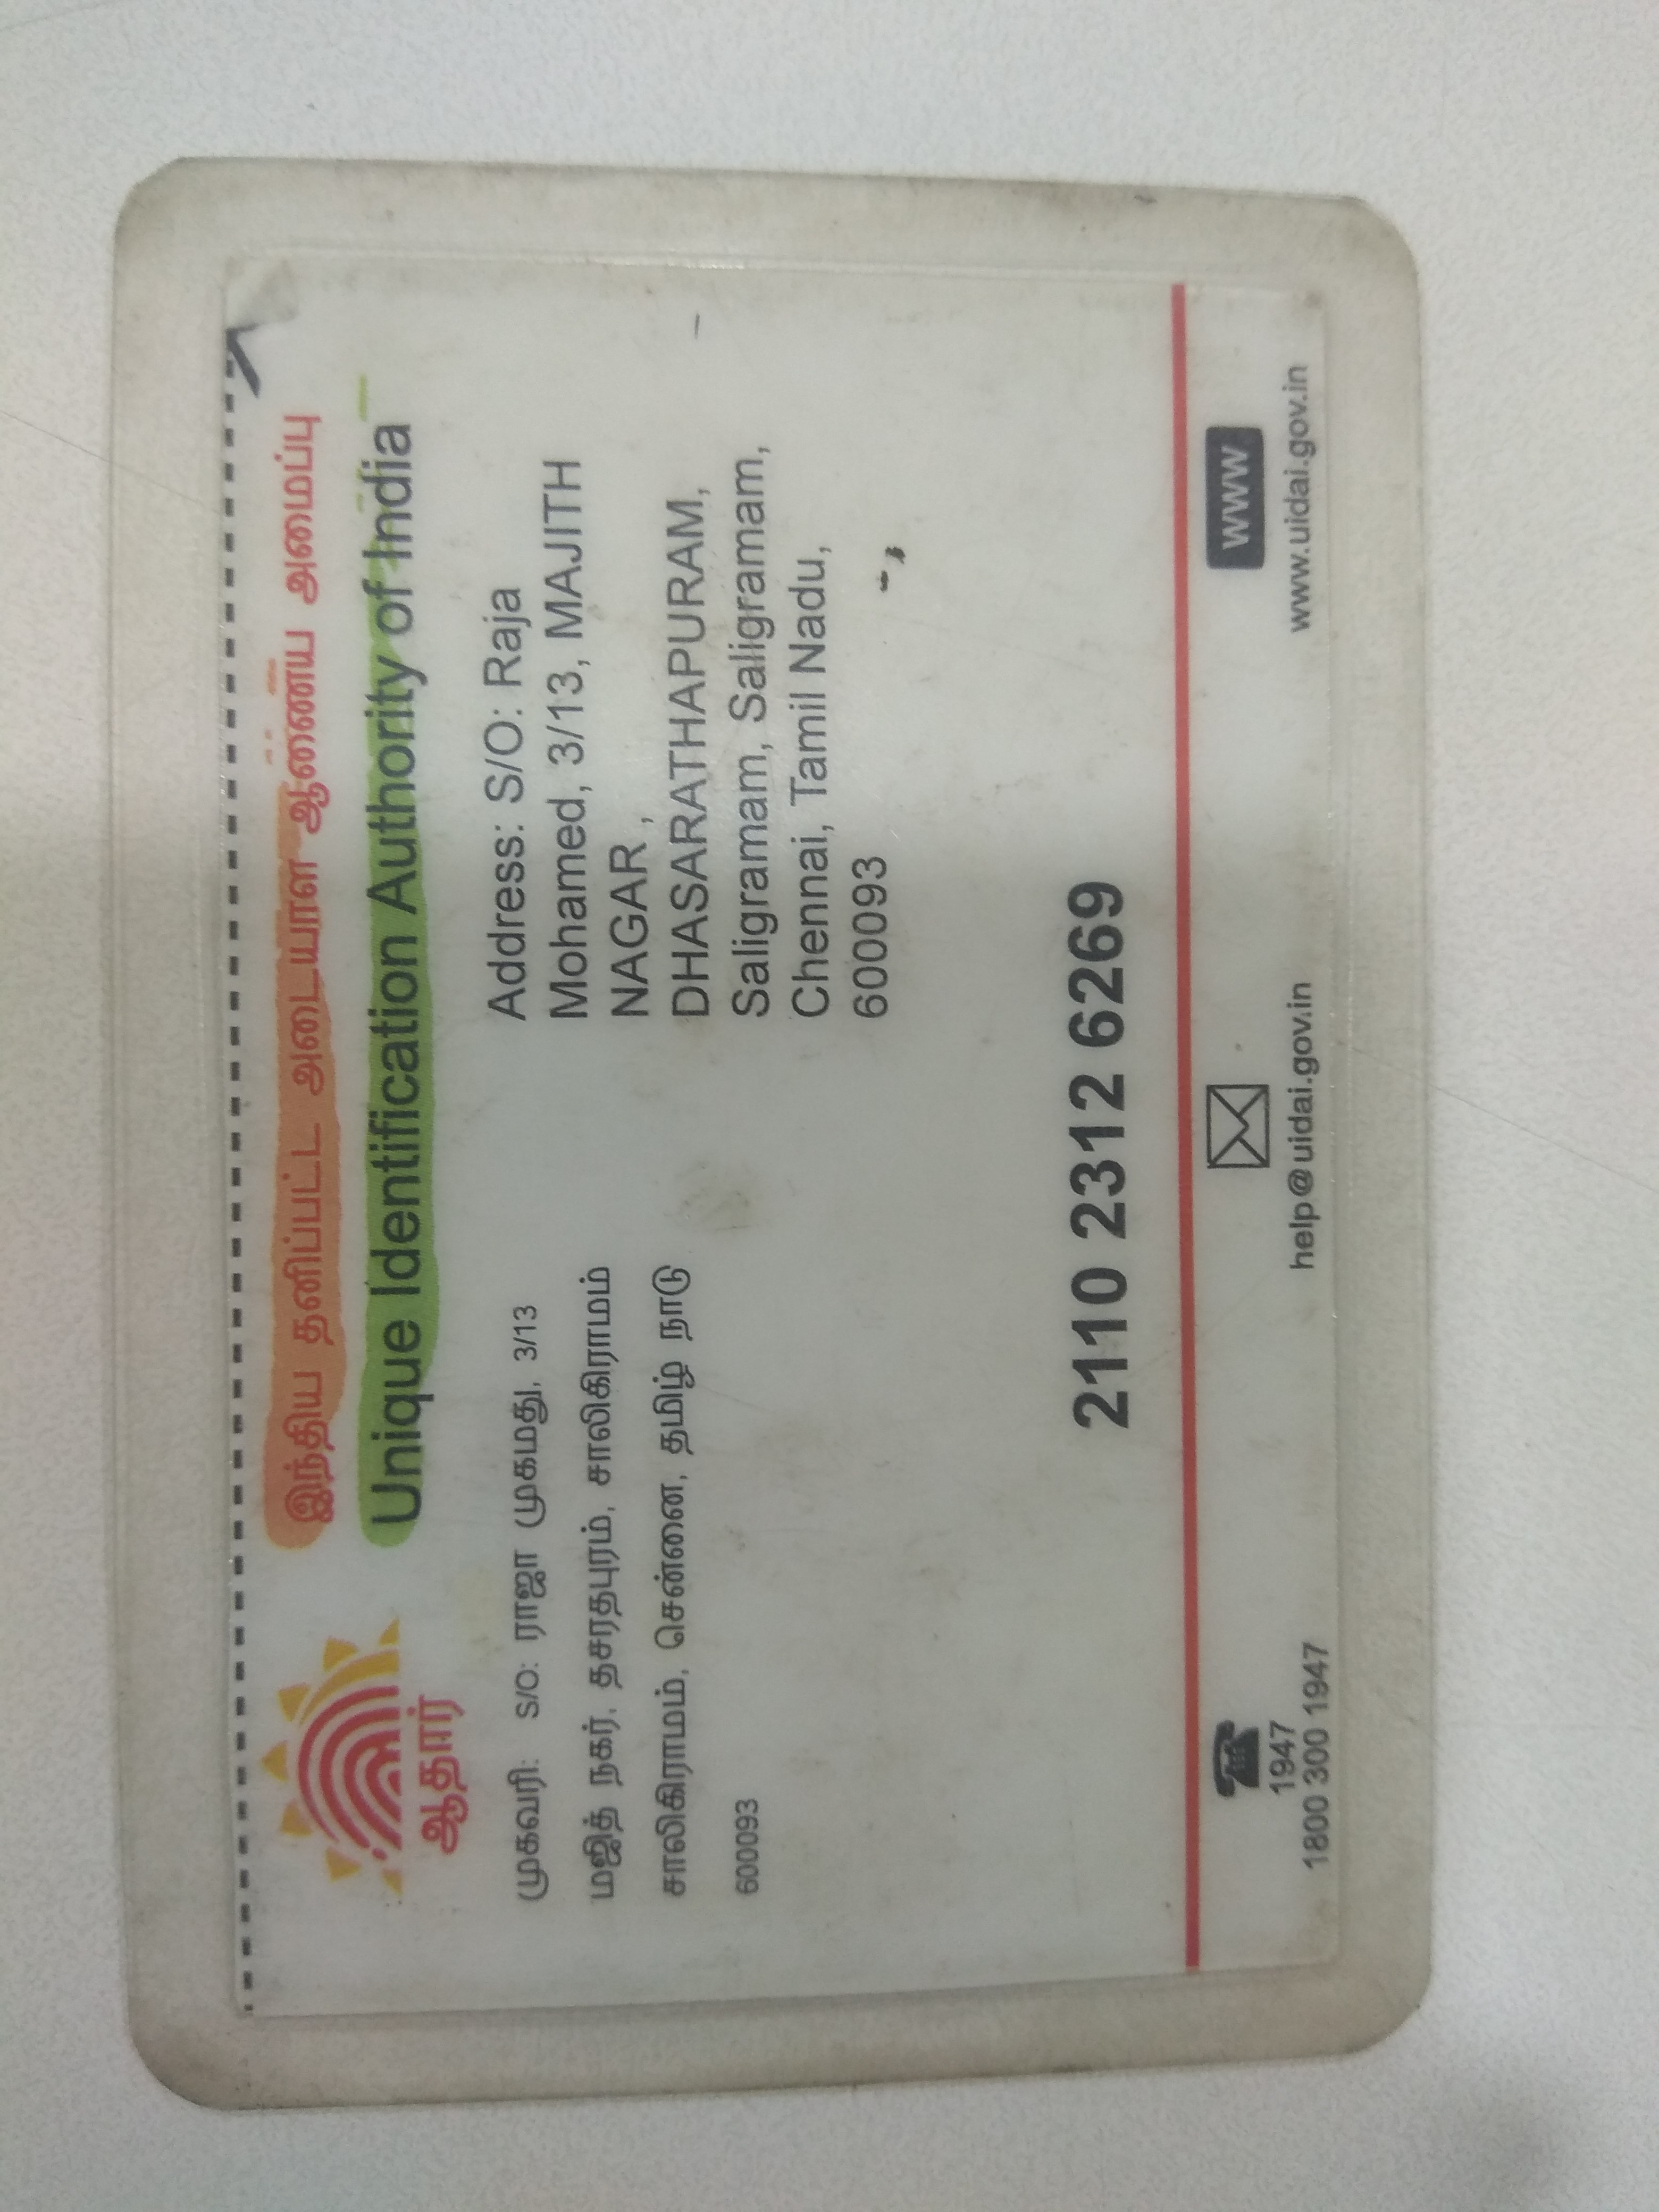 இந்திய தனிப்பட்ட அடையாள ஆணைய அமைப்பு
Unique Identification Authority of India
ஆதார்
முகவரி: S/O: ராஜா முகமது, 3/13
மஜித் நகர், தசரதபுரம், சாலிகிராமம்
சாலிகிராமம், சென்னை, தமிழ் நாடு
600093
Address: S/O: Raja
Mohamed, 3/13, MAJITH
NAGAR ,
DHASARATHAPURAM,
Saligramam, Saligramam,
Chennai, Tamil Nadu,
600093
2110 2312 6269
1947
1800 300 1947
help@uidai.gov.in
WWW
www.uidai.gov.in